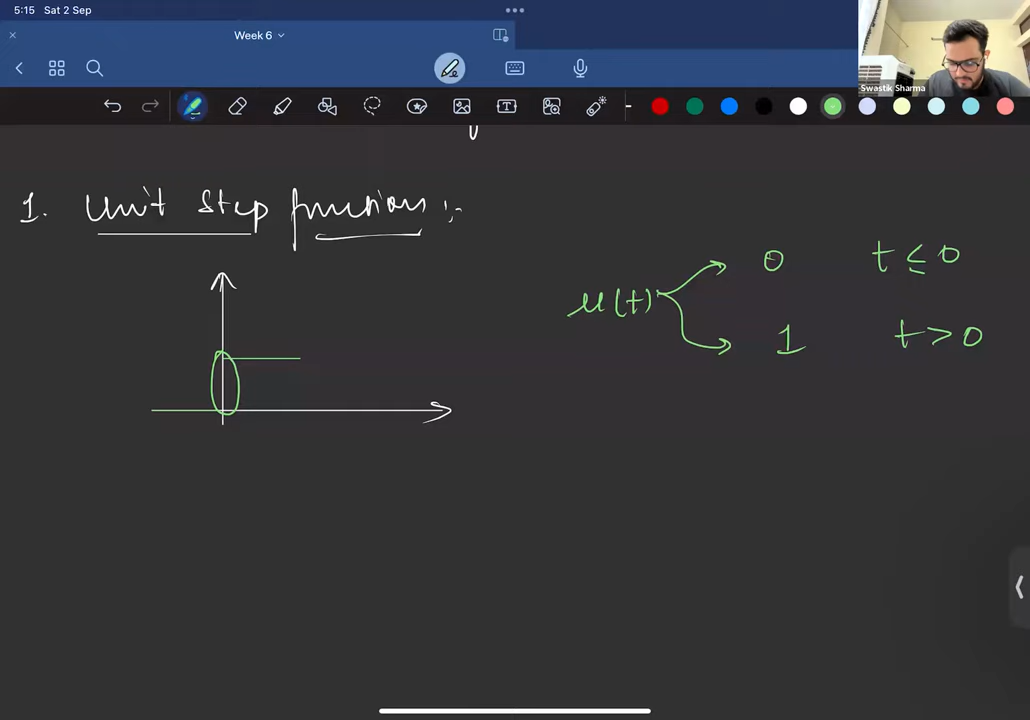 5:15 Sat 2 Sep
Week 6
Swastik Sharma
1. Unit Step function :-
u(t) 0 t ≤ 0
1 t > 0